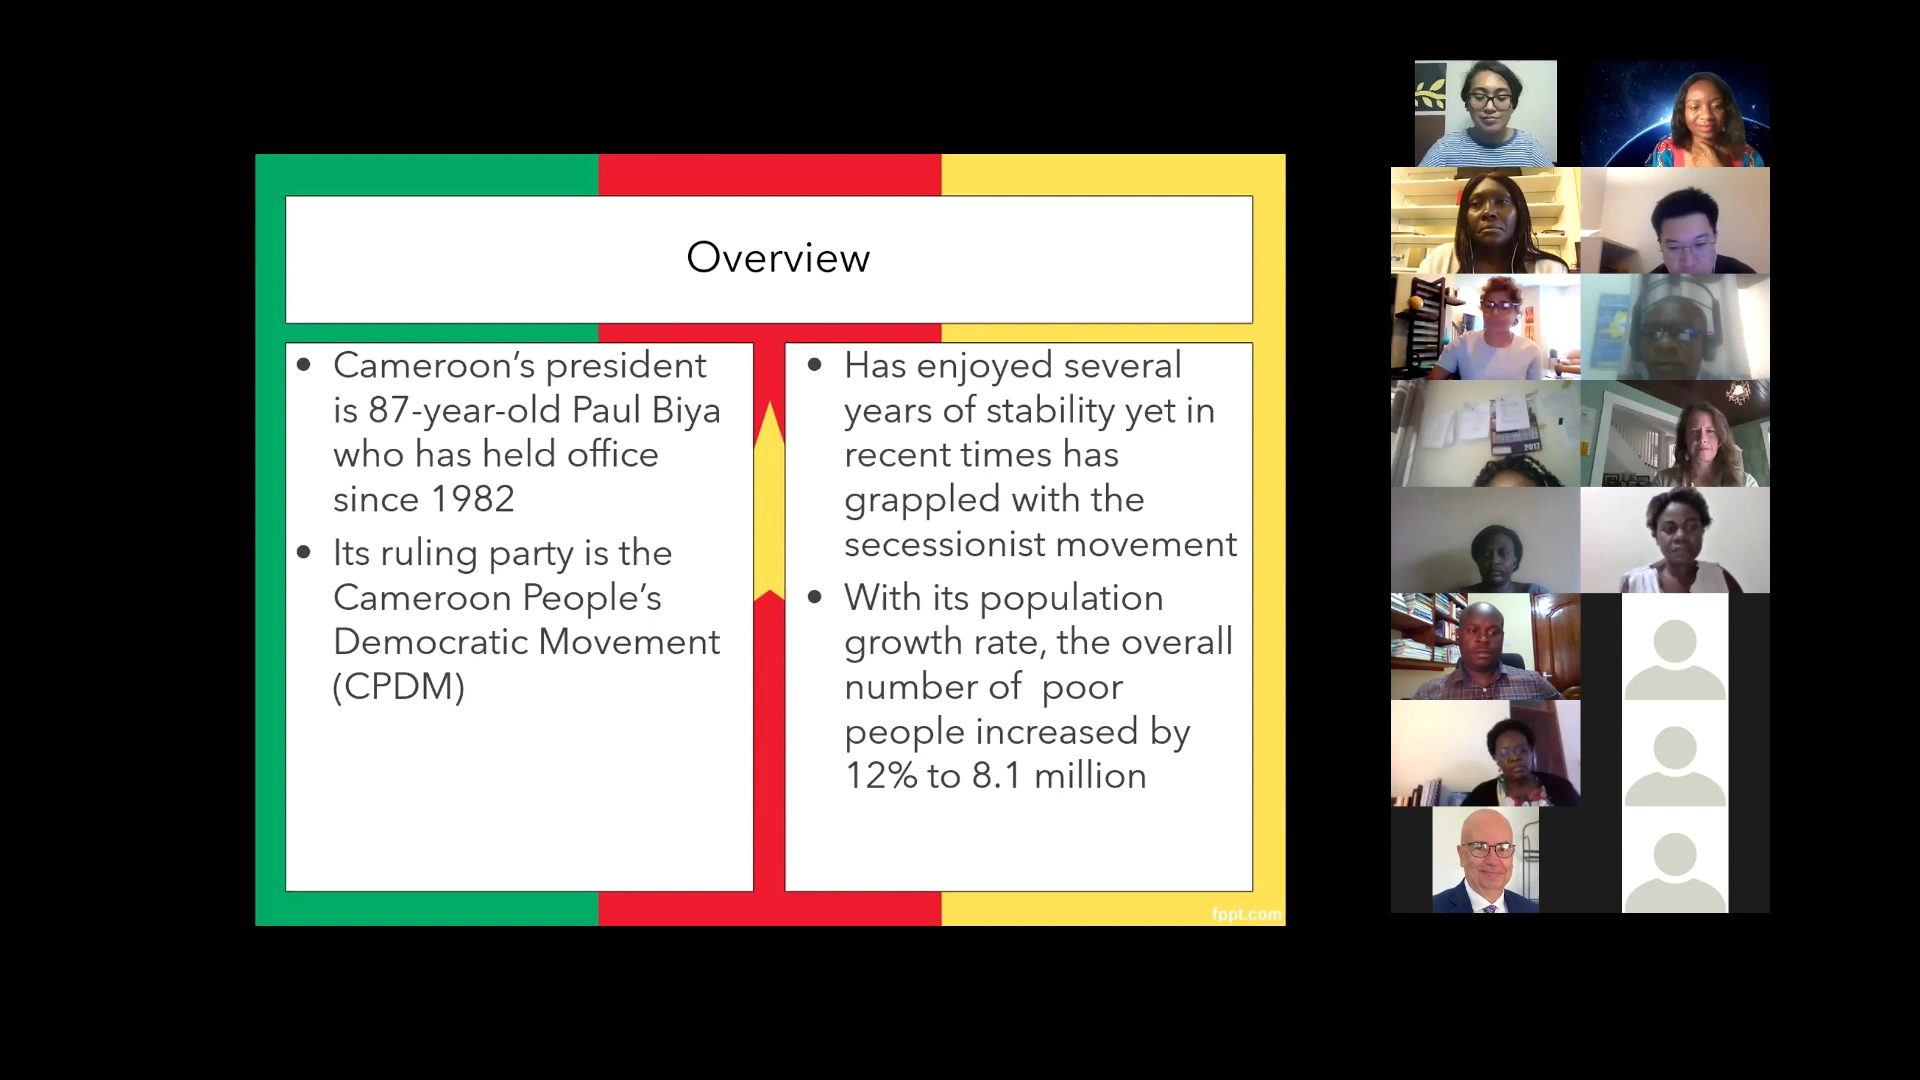 Overview
• Cameroon’s president
is 87-year-old Paul Biya
who has held office
since 1982
• Its ruling party is the
Cameroon People’s
Democratic Movement
(CPDM)
• Has enjoyed several
years of stability yet in
recent times has
grappled with the
secessionist movement
• With its population
growth rate, the overall
number of  poor
people increased by
12% to 8.1 million
fppt.com
2017